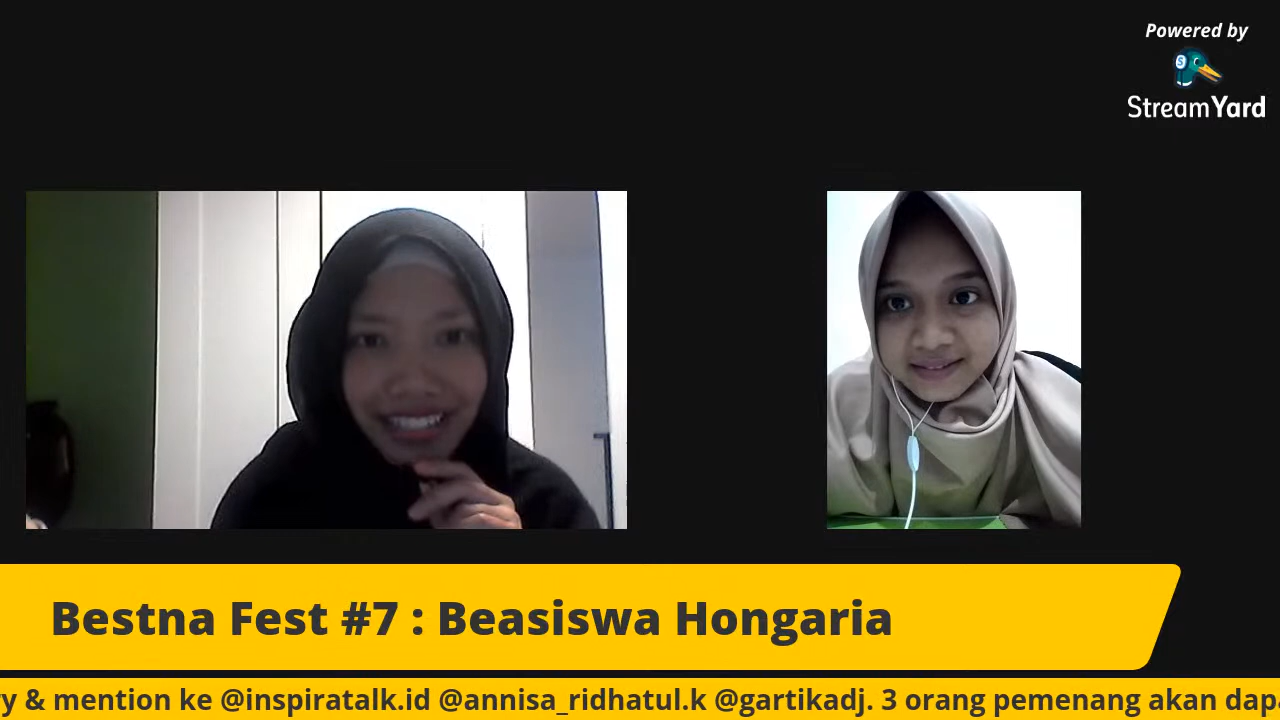 Powered by
StreamYard
Bestna Fest #7 : Beasiswa Hongaria
& mention ke @inspiratalk.id @annisa_ridhatul.k @gartikadj. 3 orang pemenang akan